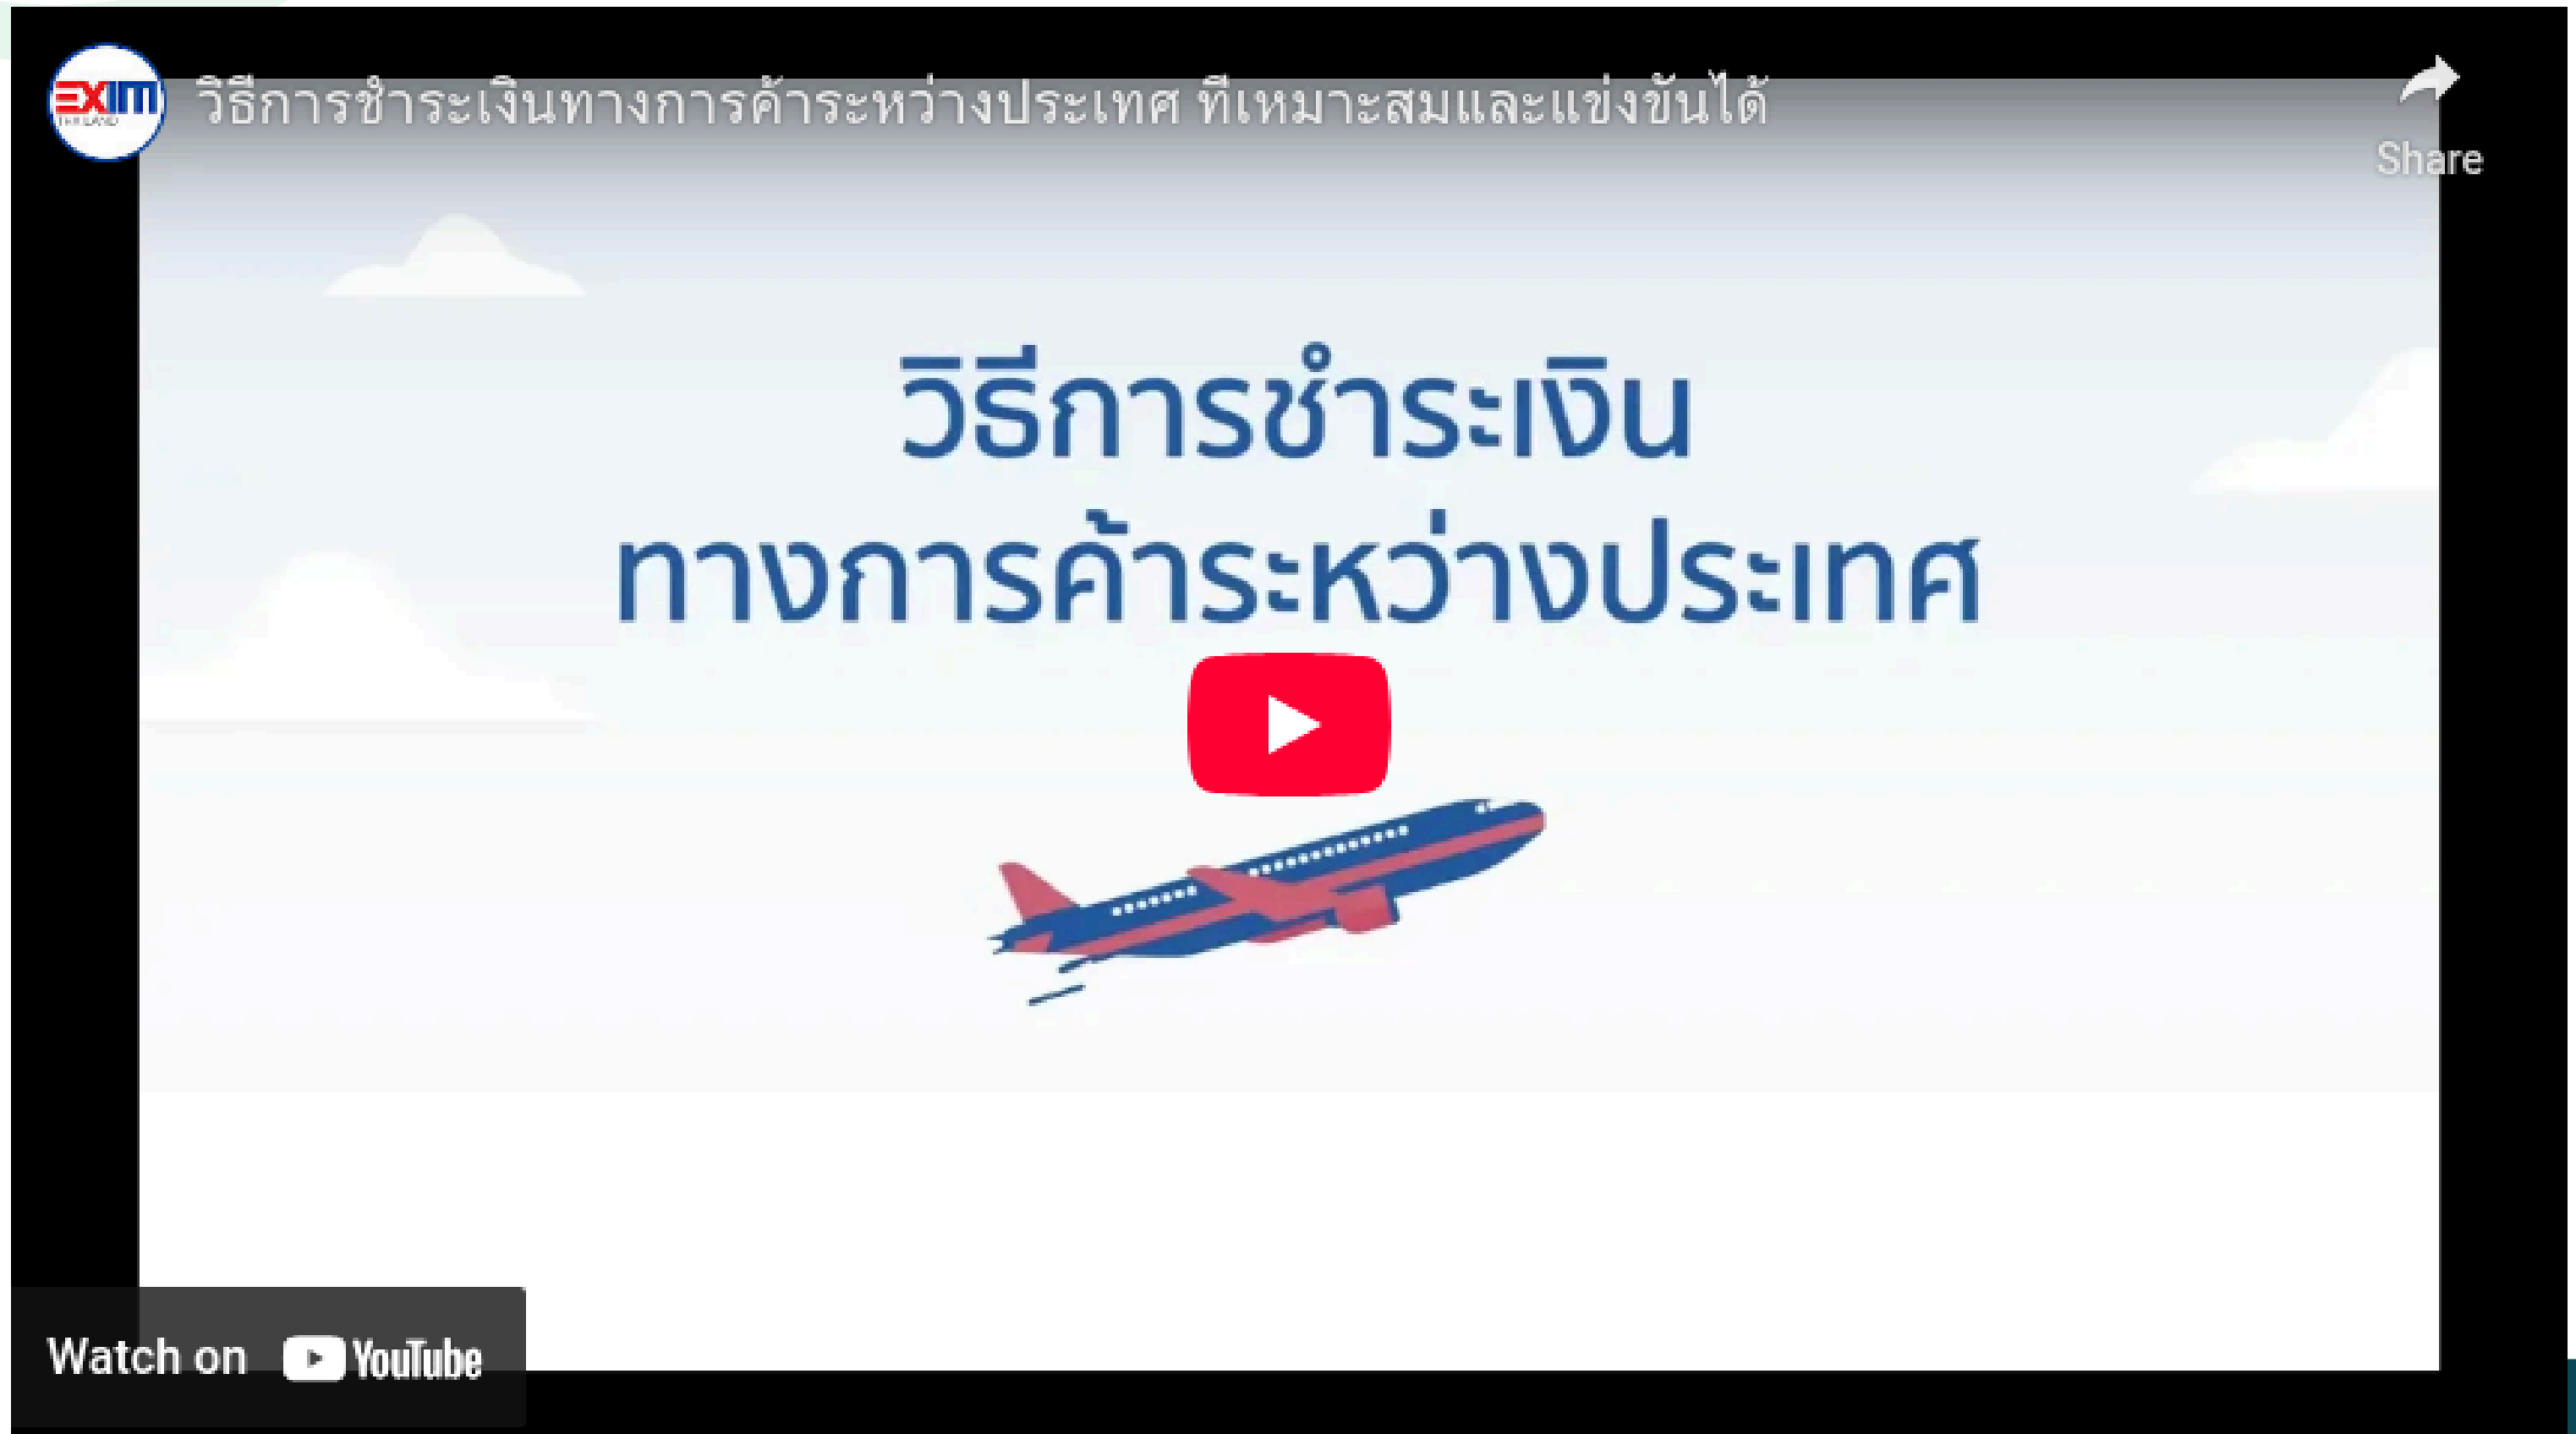 EXIM
THAILAND
วิธีการชำระเงินทางการค้าระหว่างประเทศ ที่เหมาะสมและแข่งขันได้
Share
วิธีการชำระเงิน
ทางการค้าระหว่างประเทศ
Watch on YouTube